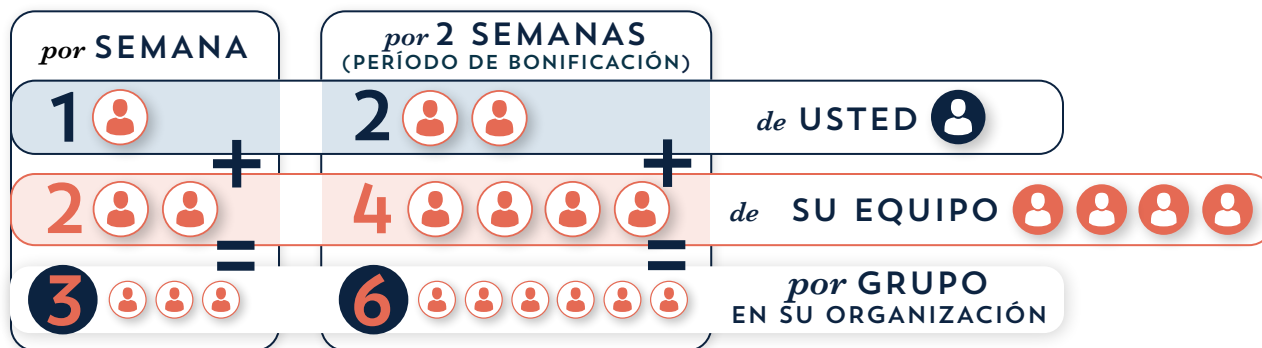 por SEMANA
por 2 SEMANAS
(PERÍODO DE BONIFICACIÓN)
1 2 de USTED
+ +
2 4 de SU EQUIPO
= =
3 6 por GRUPO
EN SU ORGANIZACIÓN